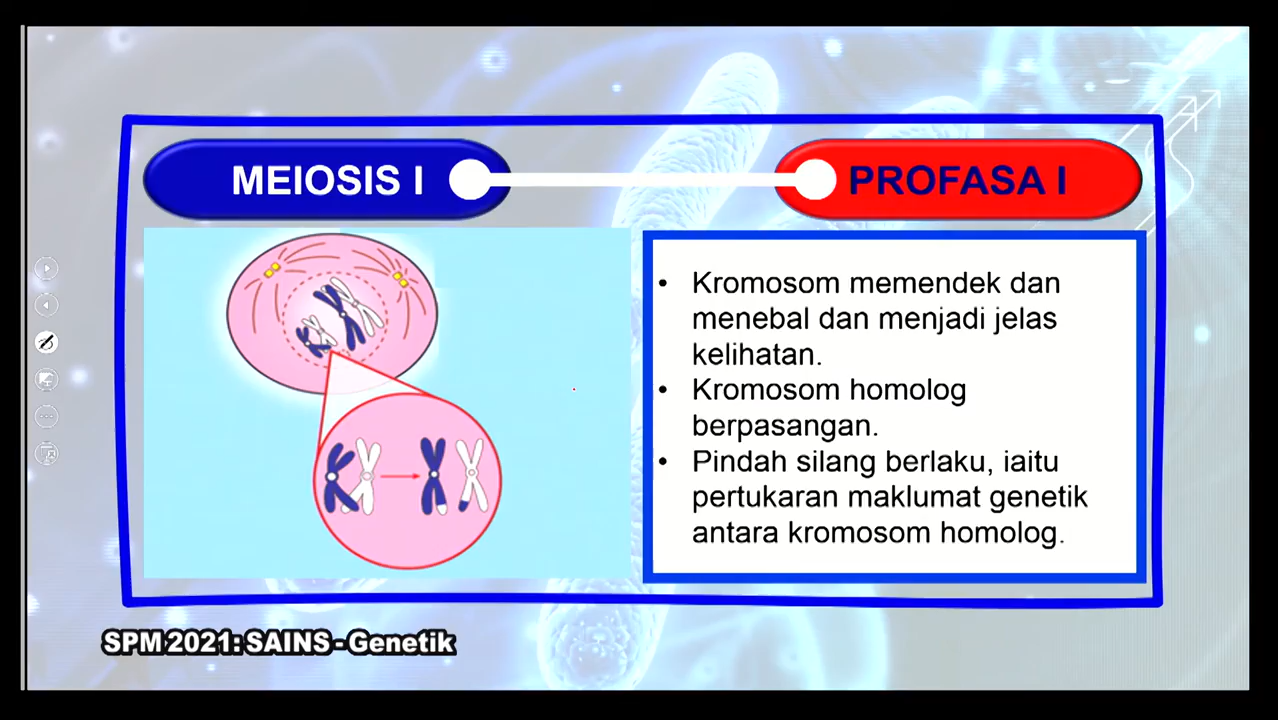 MEIOSIS I
PROFASA I
• Kromosom memendek dan
menebal dan menjadi jelas
kelihatan.
• Kromosom homolog
berpasangan.
• Pindah silang berlaku, iaitu
pertukaran maklumat genetik
antara kromosom homolog.
SPM 2021: SAINS - Genetik